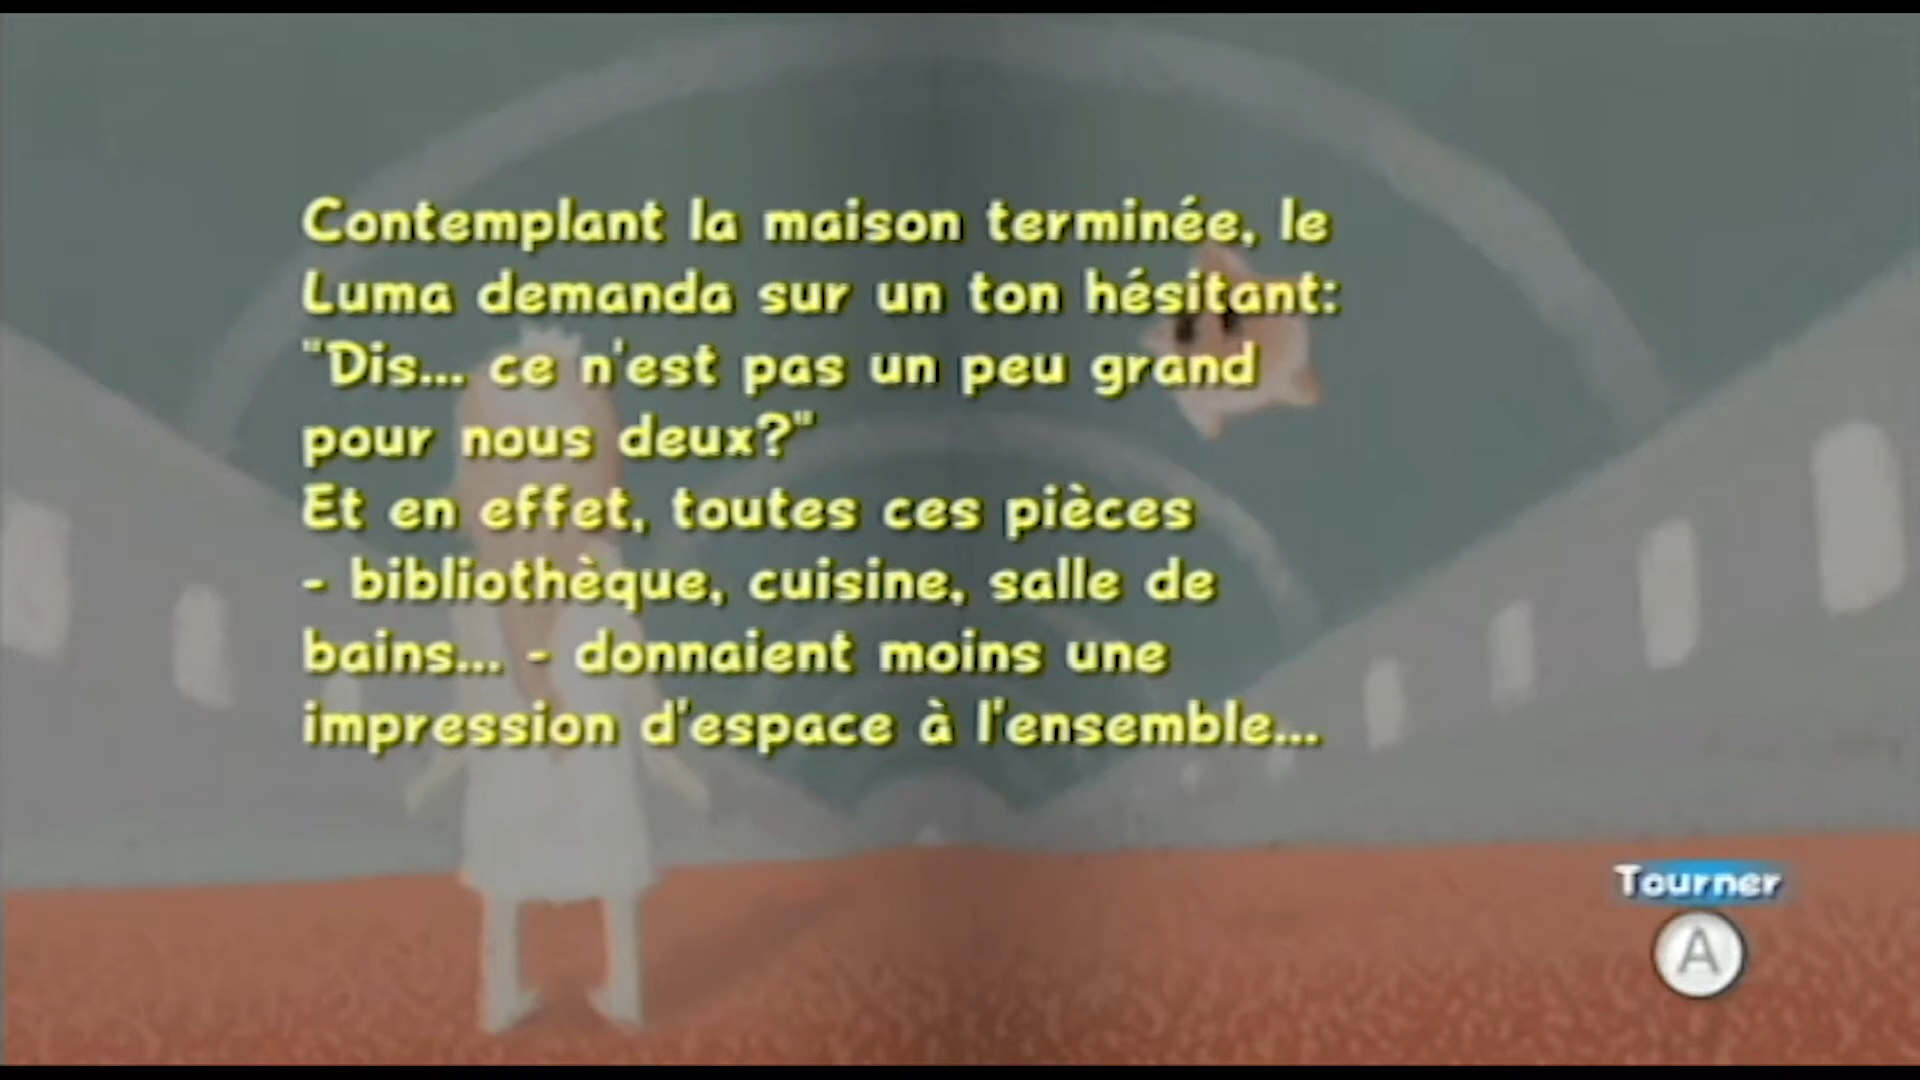 Contemplant la maison terminée, le
Luma demanda sur un ton hésitant:
"Dis... ce n'est pas un peu grand
pour nous deux?"
Et en effet, toutes ces pièces
- bibliothèque, cuisine, salle de
bains... - donnaient moins une
impression d'espace à l'ensemble...
Tourner
A